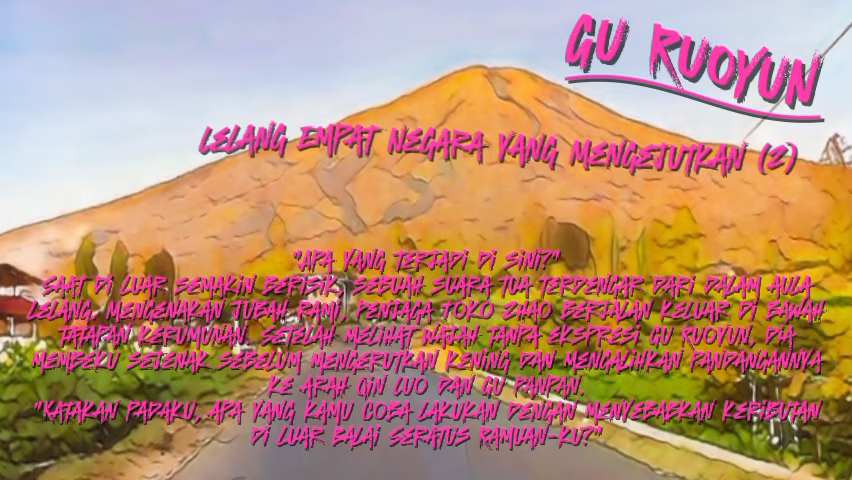 GU RUOYUN
LELANG EMPAT NEGARA YANG MENGEJUTKAN (2)
"APA YANG TERJADI DI SINI?"
SAAT DI LUAR SEMAKIN BERISIK, SEBUAH SUARA TUA TERDENGAR DARI DALAM AULA
LELANG. MENGENAKAN JUBAH RAMI, PENJAGA TOKO ZHAO BERJALAN KELUAR DI BAWAH
TATAPAN KERUMUNAN. SETELAH MELIHAT WAJAH TANPA EKSPRESI GU RUOYUN, DIA
MEMBEKU SEJENAK SEBELUM MENGERUTKAN KENING DAN MENGALIHKAN PANDANGANNYA
KE ARAH QIN LUO DAN GU PANPAN.
"KATAKAN PADAKU, APA YANG KAMU COBA LAKUKAN DENGAN MENYEBABKAN KERIBUTAN
DI LUAR BALAI SERATUS RAMUAN-KU?"